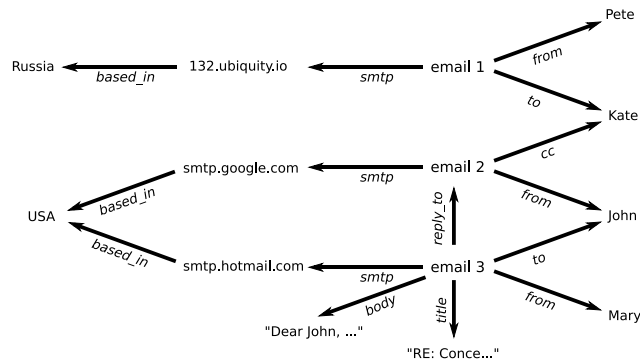 Pete
from
Russia
based_in
132.ubiquity.io
smtp
email 1
to
Kate
cc
smtp.google.com
smtp
email 2
based_in
from
USA
reply_to
John
based_in
smtp.hotmail.com
smtp
email 3
to
body
title
from
Mary
"Dear John, ..."
"RE: Conce..."